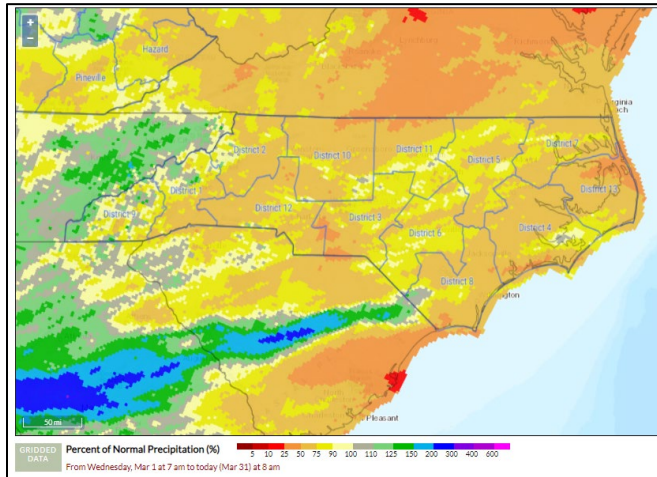 +
−
Hazard
Pineville
Virginia
District 2
District 10
District 11
District 5
District 7
District 1
District 13
District 9
District 12
District 3
District 6
District 4
District 8
50 mi
Pleasant
GRIDDED DATA
Percent of Normal Precipitation (%)
5 10 25 50 75 90 100 110 125 150 200 300 400 600
From Wednesday, Mar 1 at 7 am to today (Mar 31) at 8 am